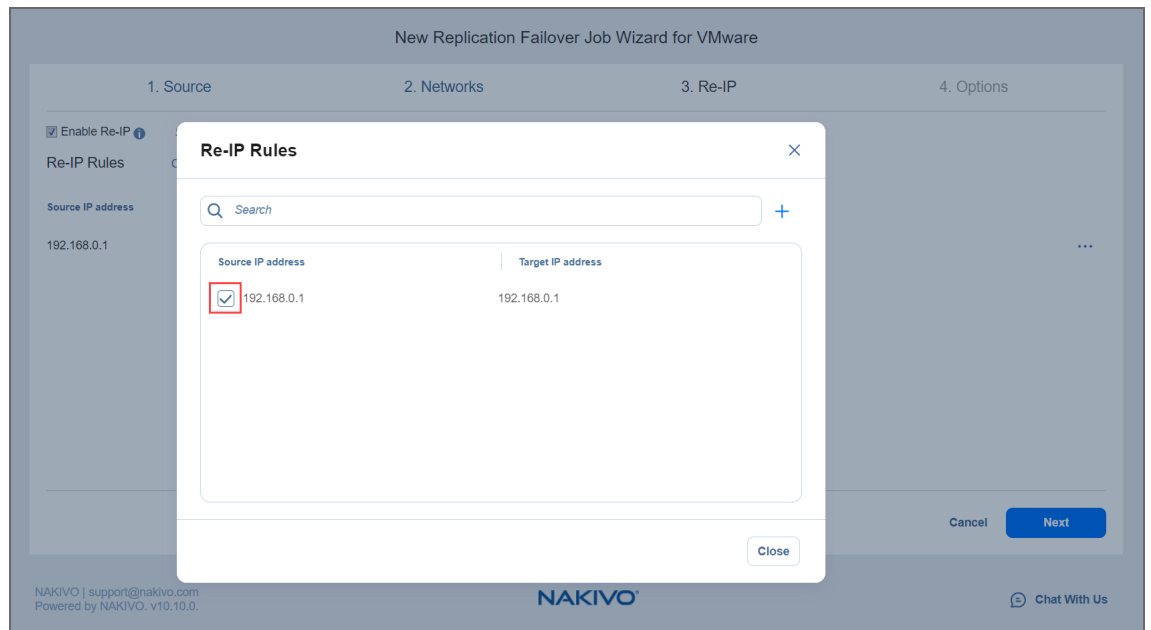 New Replication Failover Job Wizard for VMware
1. Source 2. Networks 3. Re-IP 4. Options
Enable Re-IP
Re-IP Rules
Source IP address
192.168.0.1
...
Re-IP Rules
Search
Source IP address Target IP address
192.168.0.1 192.168.0.1
Close
Cancel Next
NAKIVO | support@nakivo.com
Powered by NAKIVO. v10.10.0.
NAKIVO®
Chat With Us